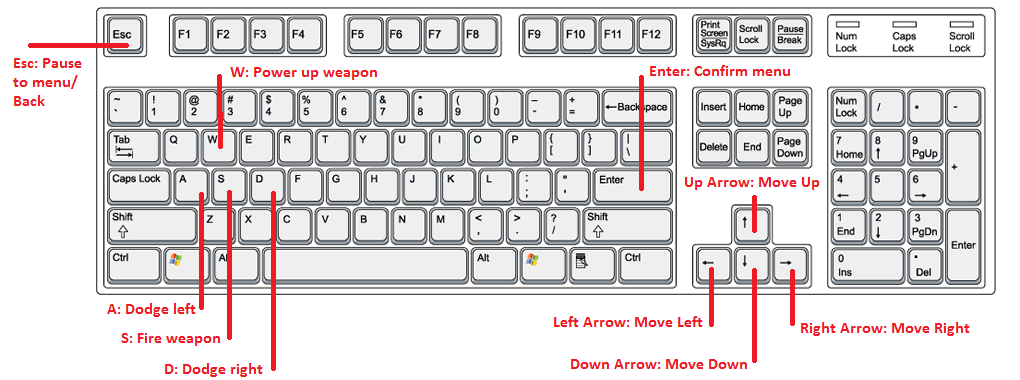 Esc
F1 F2 F3 F4 F5 F6 F7 F8 F9 F10 F11 F12
Print Screen SysRq
Scroll Lock
Pause Break
Num Lock
Caps Lock
Scroll Lock
Esc: Pause
to menu/
Back
W: Power up weapon
Enter: Confirm menu
~ ! @ # $ % ^ & * ( ) _ +
` 1 2 3 4 5 6 7 8 9 0 - = ←Backspace
Insert Home Page Up
Num Lock / * -
Tab Q W E R T Y U I O P { } |
[ ] \
Delete End Page Down
7 Home 8 ↑ 9 PgUp +
Caps Lock A S D F G H J K L : ; " ' Enter
4 ← 5 6 →
Up Arrow: Move Up
Shift Z X C V B N M < , > . ? / Shift
↑
1 End 2 ↓ 3 PgDn Enter
Ctrl Alt Alt Ctrl
← ↓ →
0 Ins . Del
A: Dodge left
S: Fire weapon
D: Dodge right
Left Arrow: Move Left
Right Arrow: Move Right
Down Arrow: Move Down